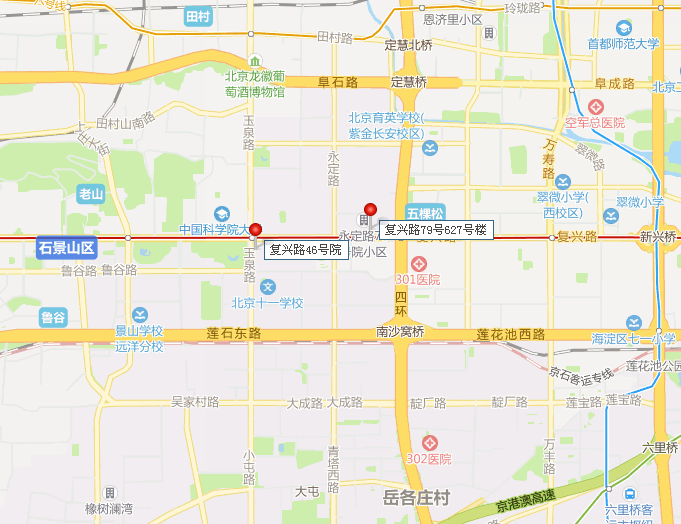 田村
恩济里小区
玲珑路
田村路
定慧北桥
首都师范大学
北京龙徽葡
萄酒博物馆
阜石路
定慧桥
阜成路
空军总医院
上庄大街
田村山南路
玉泉路
北京育英学校(
紫金长安校区)
永定路
万寿路
翠微路
老山
翠微小学(
西校区)
翠微小学
中国科学院大
五棵松
复兴路79号627号楼
石景山区
复兴路46号院
复兴路
新兴桥
鲁谷路
鲁谷路
玉泉路
院小区
301医院
北京十一学校
四环
鲁谷
景山学校
远洋分校
莲石东路
南沙窝桥
莲花池西路
海淀区七一小学
京石客运专线
莲花池公园
吴家村路
大成路
大成路
靛厂路
靛厂路
莲宝路
莲宝路
302医院
小屯路
青塔西路
万丰路
六里桥
橡树澜湾
大屯
岳各庄村
京港澳高速
六里桥客